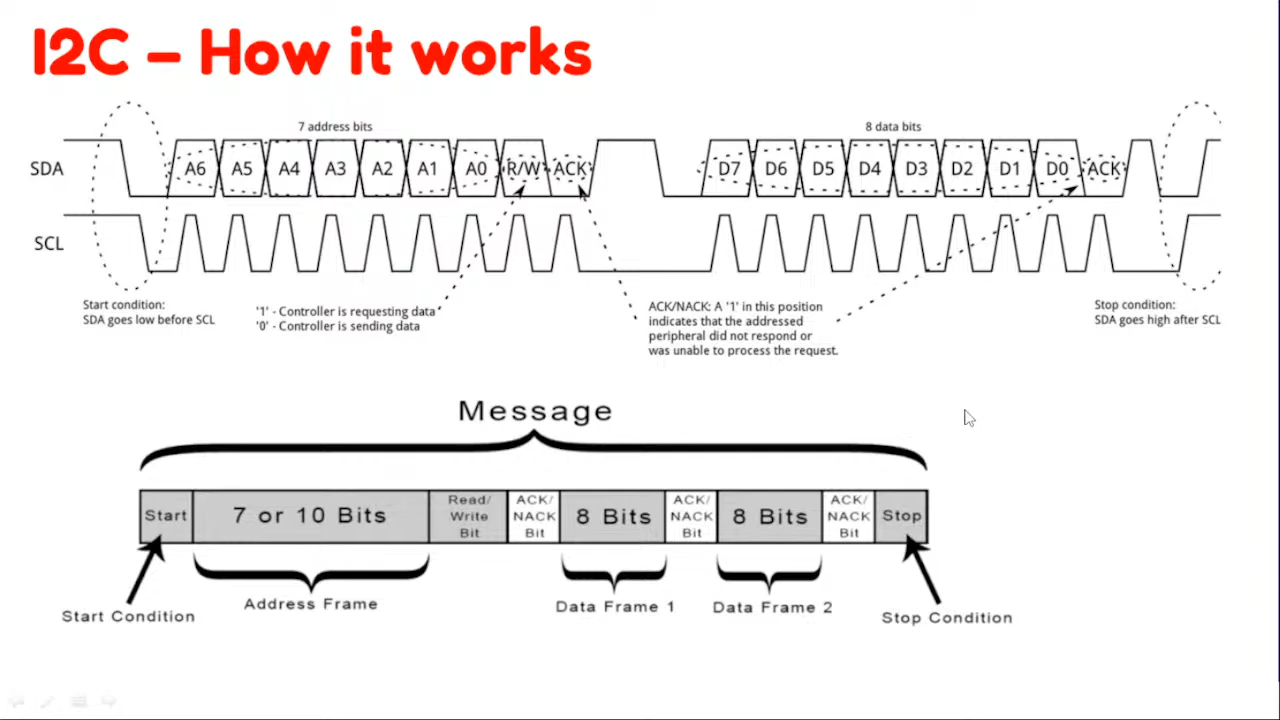 I2C – How it works
7 address bits
8 data bits
SDA
A6 A5 A4 A3 A2 A1 A0 R/W ACK
D7 D6 D5 D4 D3 D2 D1 D0 ACK
SCL
Start condition:
SDA goes low before SCL
'1' - Controller is requesting data
'0' - Controller is sending data
ACK/NACK: A '1' in this position
indicates that the addressed
peripheral did not respond or
was unable to process the request.
Stop condition:
SDA goes high after SCL
Message
Start
7 or 10 Bits
Read/
Write
Bit
ACK/
NACK
Bit
8 Bits
ACK/
NACK
Bit
8 Bits
ACK/
NACK
Bit
Stop
Start Condition
Address Frame
Data Frame 1
Data Frame 2
Stop Condition